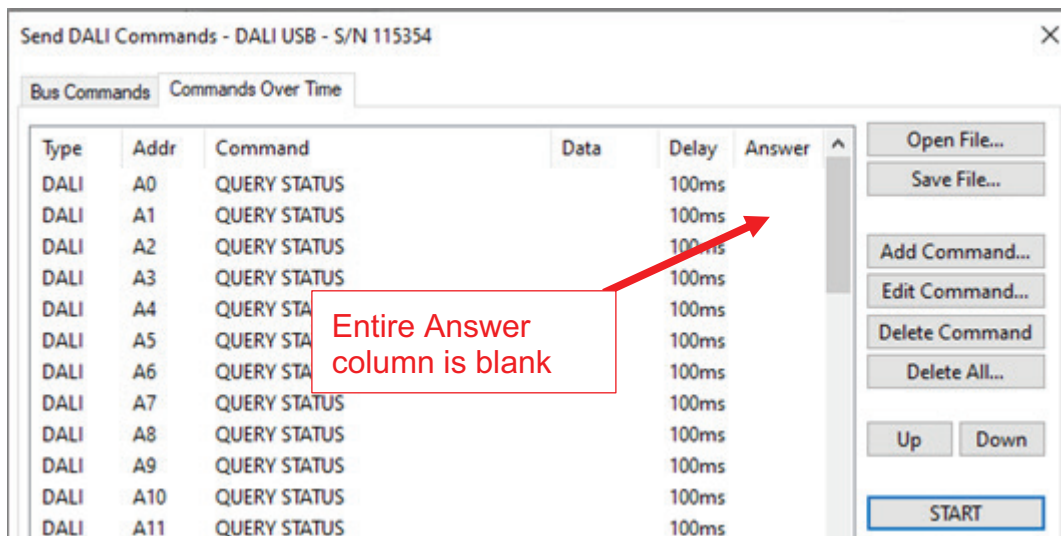 Send DALI Commands - DALI USB - S/N 115354
Bus Commands Commands Over Time
Type Addr Command Data Delay Answer
DALI A0 QUERY STATUS 100ms
DALI A1 QUERY STATUS 100ms
DALI A2 QUERY STATUS 100ms
DALI A3 QUERY STATUS 100ms
DALI A4 QUERY STA 100ms
DALI A5 QUERY STA 100ms
DALI A6 QUERY STA 100ms
DALI A7 QUERY STATUS 100ms
DALI A8 QUERY STATUS 100ms
DALI A9 QUERY STATUS 100ms
DALI A10 QUERY STATUS 100ms
DALI A11 QUERY STATUS 100ms
Entire Answer
column is blank
Open File...
Save File...
Add Command...
Edit Command...
Delete Command
Delete All...
Up Down
START